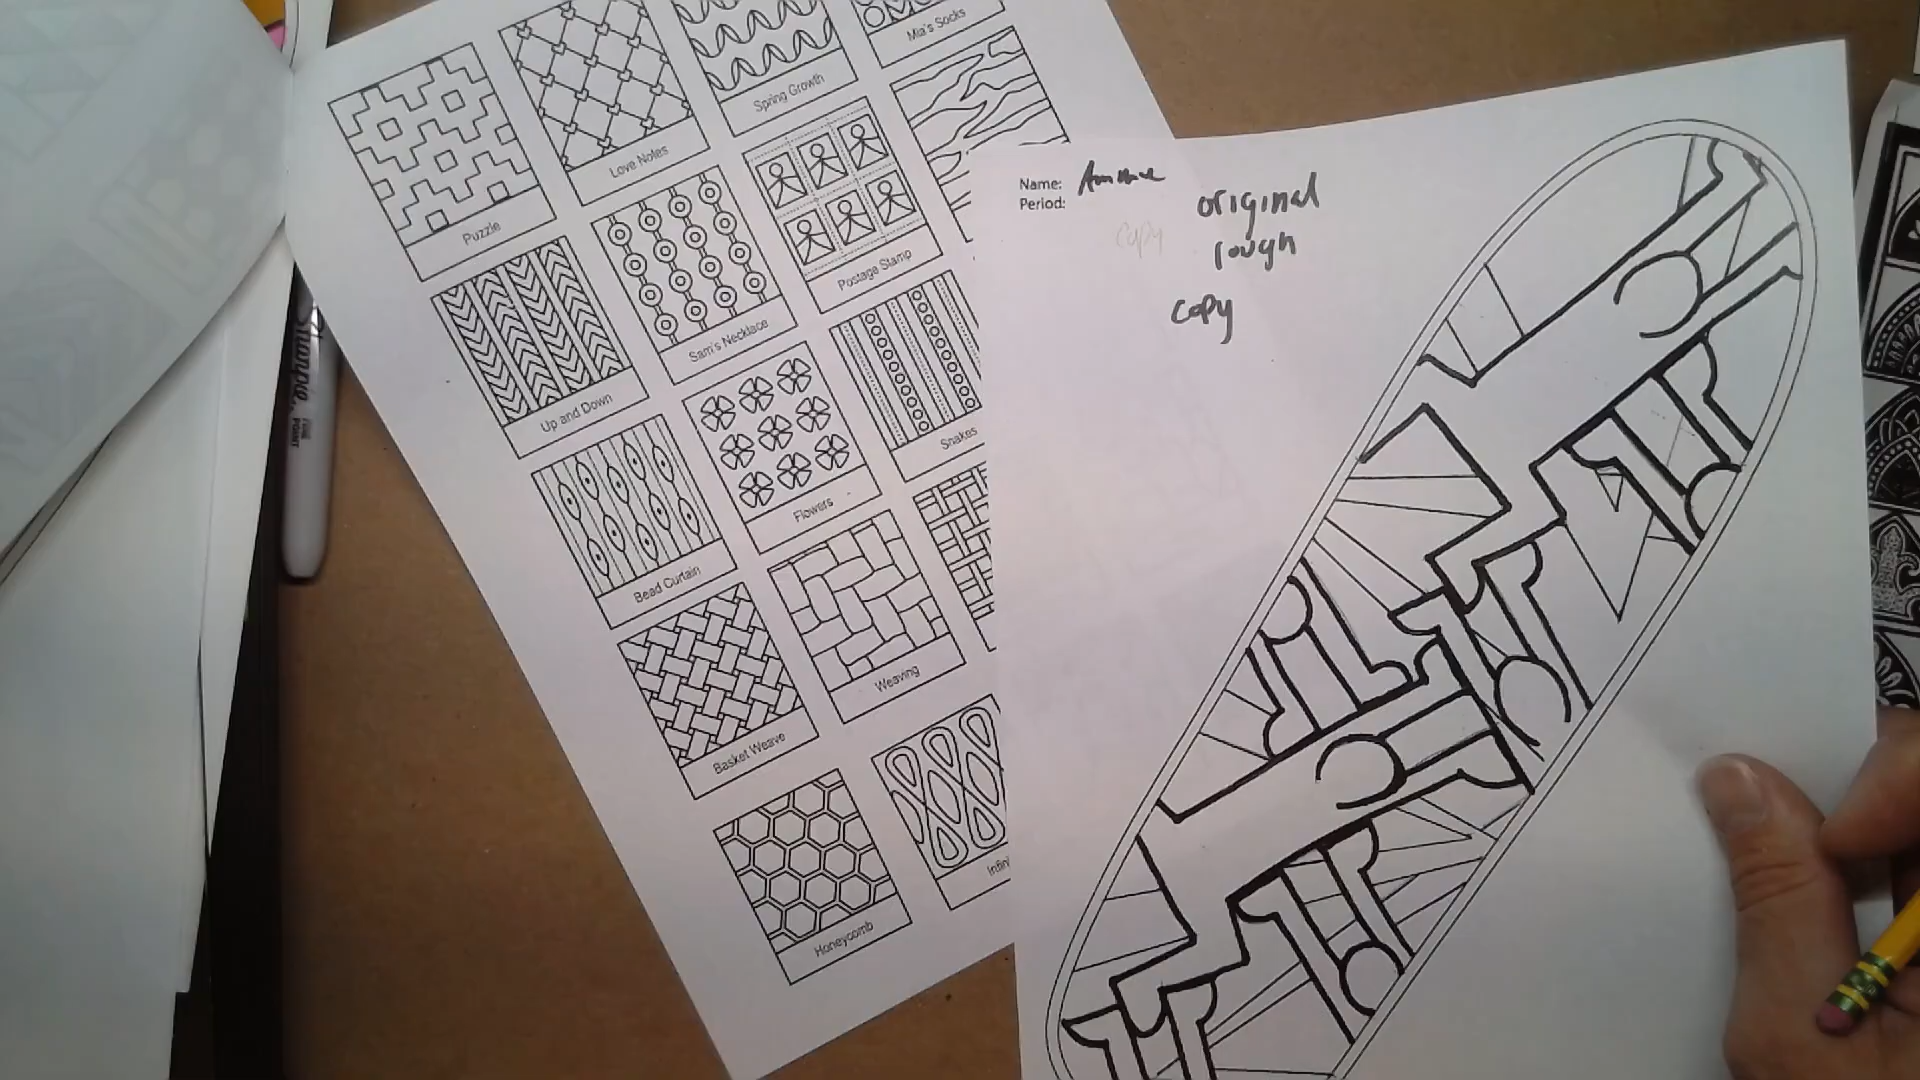 Mia's Socks
Spring Growth
Love Notes
Puzzle
Postage Stamp
Sam's Necklace
Up and Down
Snakes
Flowers
Bead Curtain
Weaving
Basket Weave
Honeycomb
Sharpie
FINE
POINT
Name:
Period:
copy
original
rough
copy